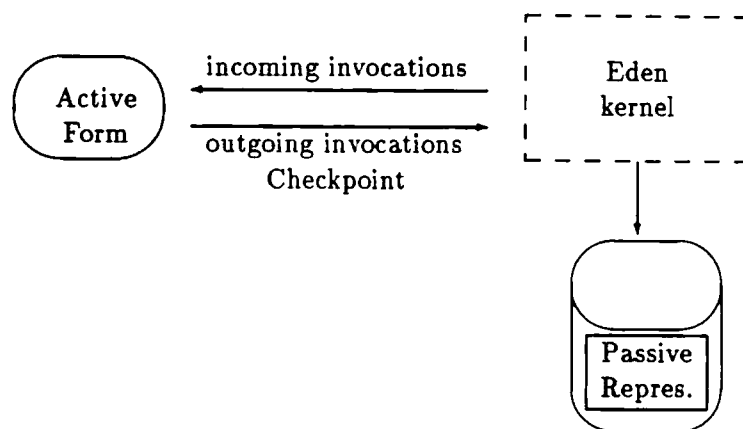 incoming invocations
Active
Form
outgoing invocations
Checkpoint
Eden
kernel
Passive
Repres.